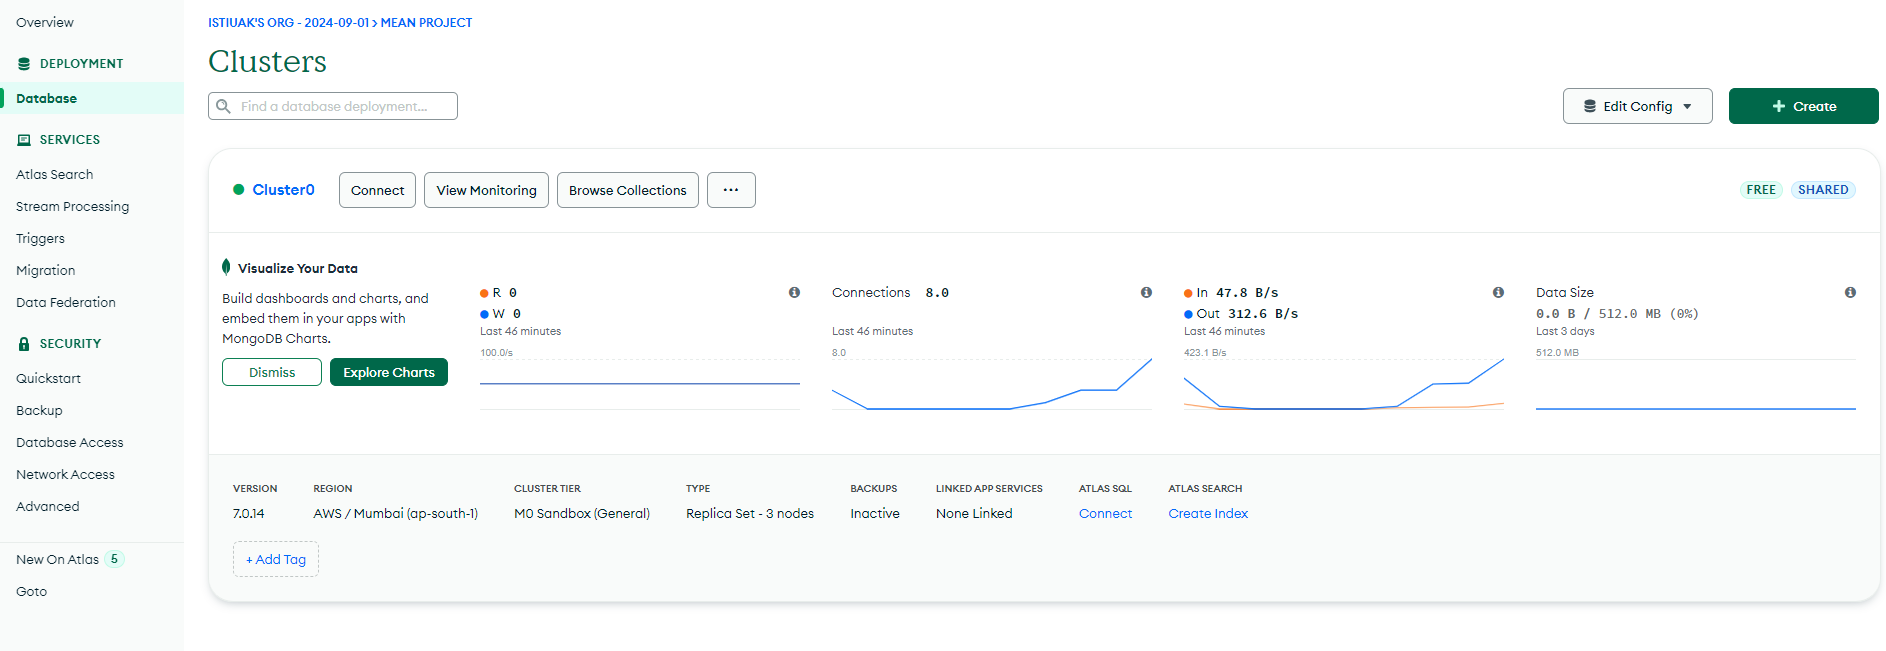 Overview
DEPLOYMENT
Database
SERVICES
Atlas Search
Stream Processing
Triggers
Migration
Data Federation
SECURITY
Quickstart
Backup
Database Access
Network Access
Advanced
New On Atlas 5
Goto
ISTIUAK'S ORG - 2024-09-01 > MEAN PROJECT
Clusters
Find a database deployment...
Edit Config
+ Create
Cluster0 Connect View Monitoring Browse Collections ... FREE SHARED
Visualize Your Data
Build dashboards and charts, and
embed them in your apps with
MongoDB Charts.
Dismiss Explore Charts
R 0
W 0
Last 46 minutes
100.0/s
Connections 8.0
Last 46 minutes
8.0
In 47.8 B/s
Out 312.6 B/s
Last 46 minutes
423.1 B/s
Data Size
0.0 B / 512.0 MB (0%)
Last 3 days
512.0 MB
VERSION REGION CLUSTER TIER TYPE BACKUPS LINKED APP SERVICES ATLAS SQL ATLAS SEARCH
7.0.14 AWS / Mumbai (ap-south-1) M0 Sandbox (General) Replica Set - 3 nodes Inactive None Linked Connect Create Index
+ Add Tag